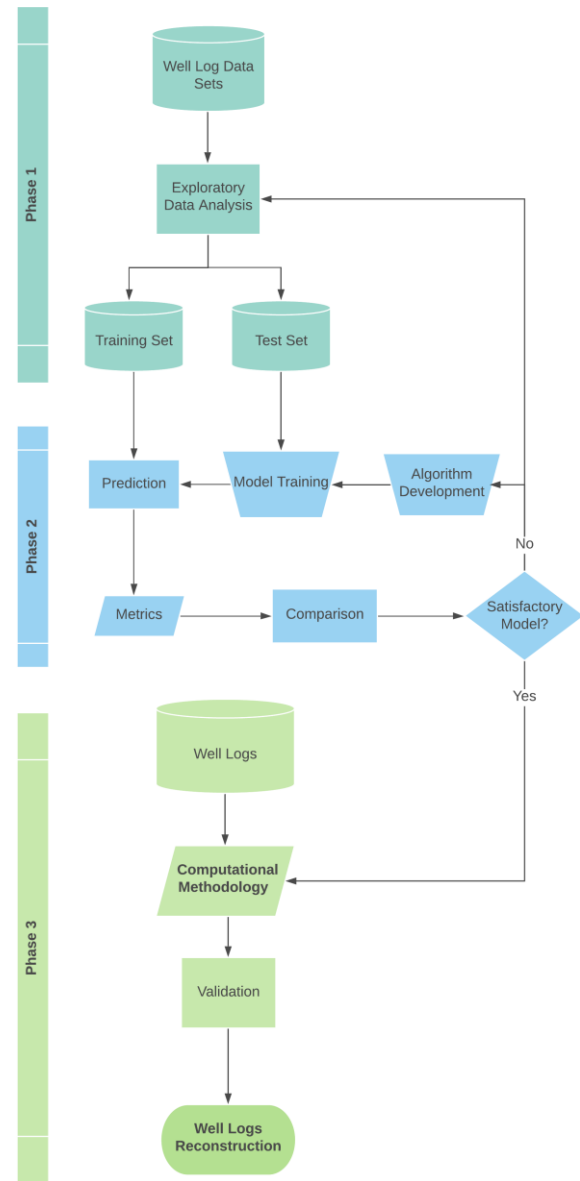 Phase 1
Well Log Data
Sets
Exploratory
Data Analysis
Training Set
Test Set
Phase 2
Prediction
Model Training
Algorithm
Development
No
Metrics
Comparison
Satisfactory
Model?
Yes
Phase 3
Well Logs
Computational
Methodology
Validation
Well Logs
Reconstruction